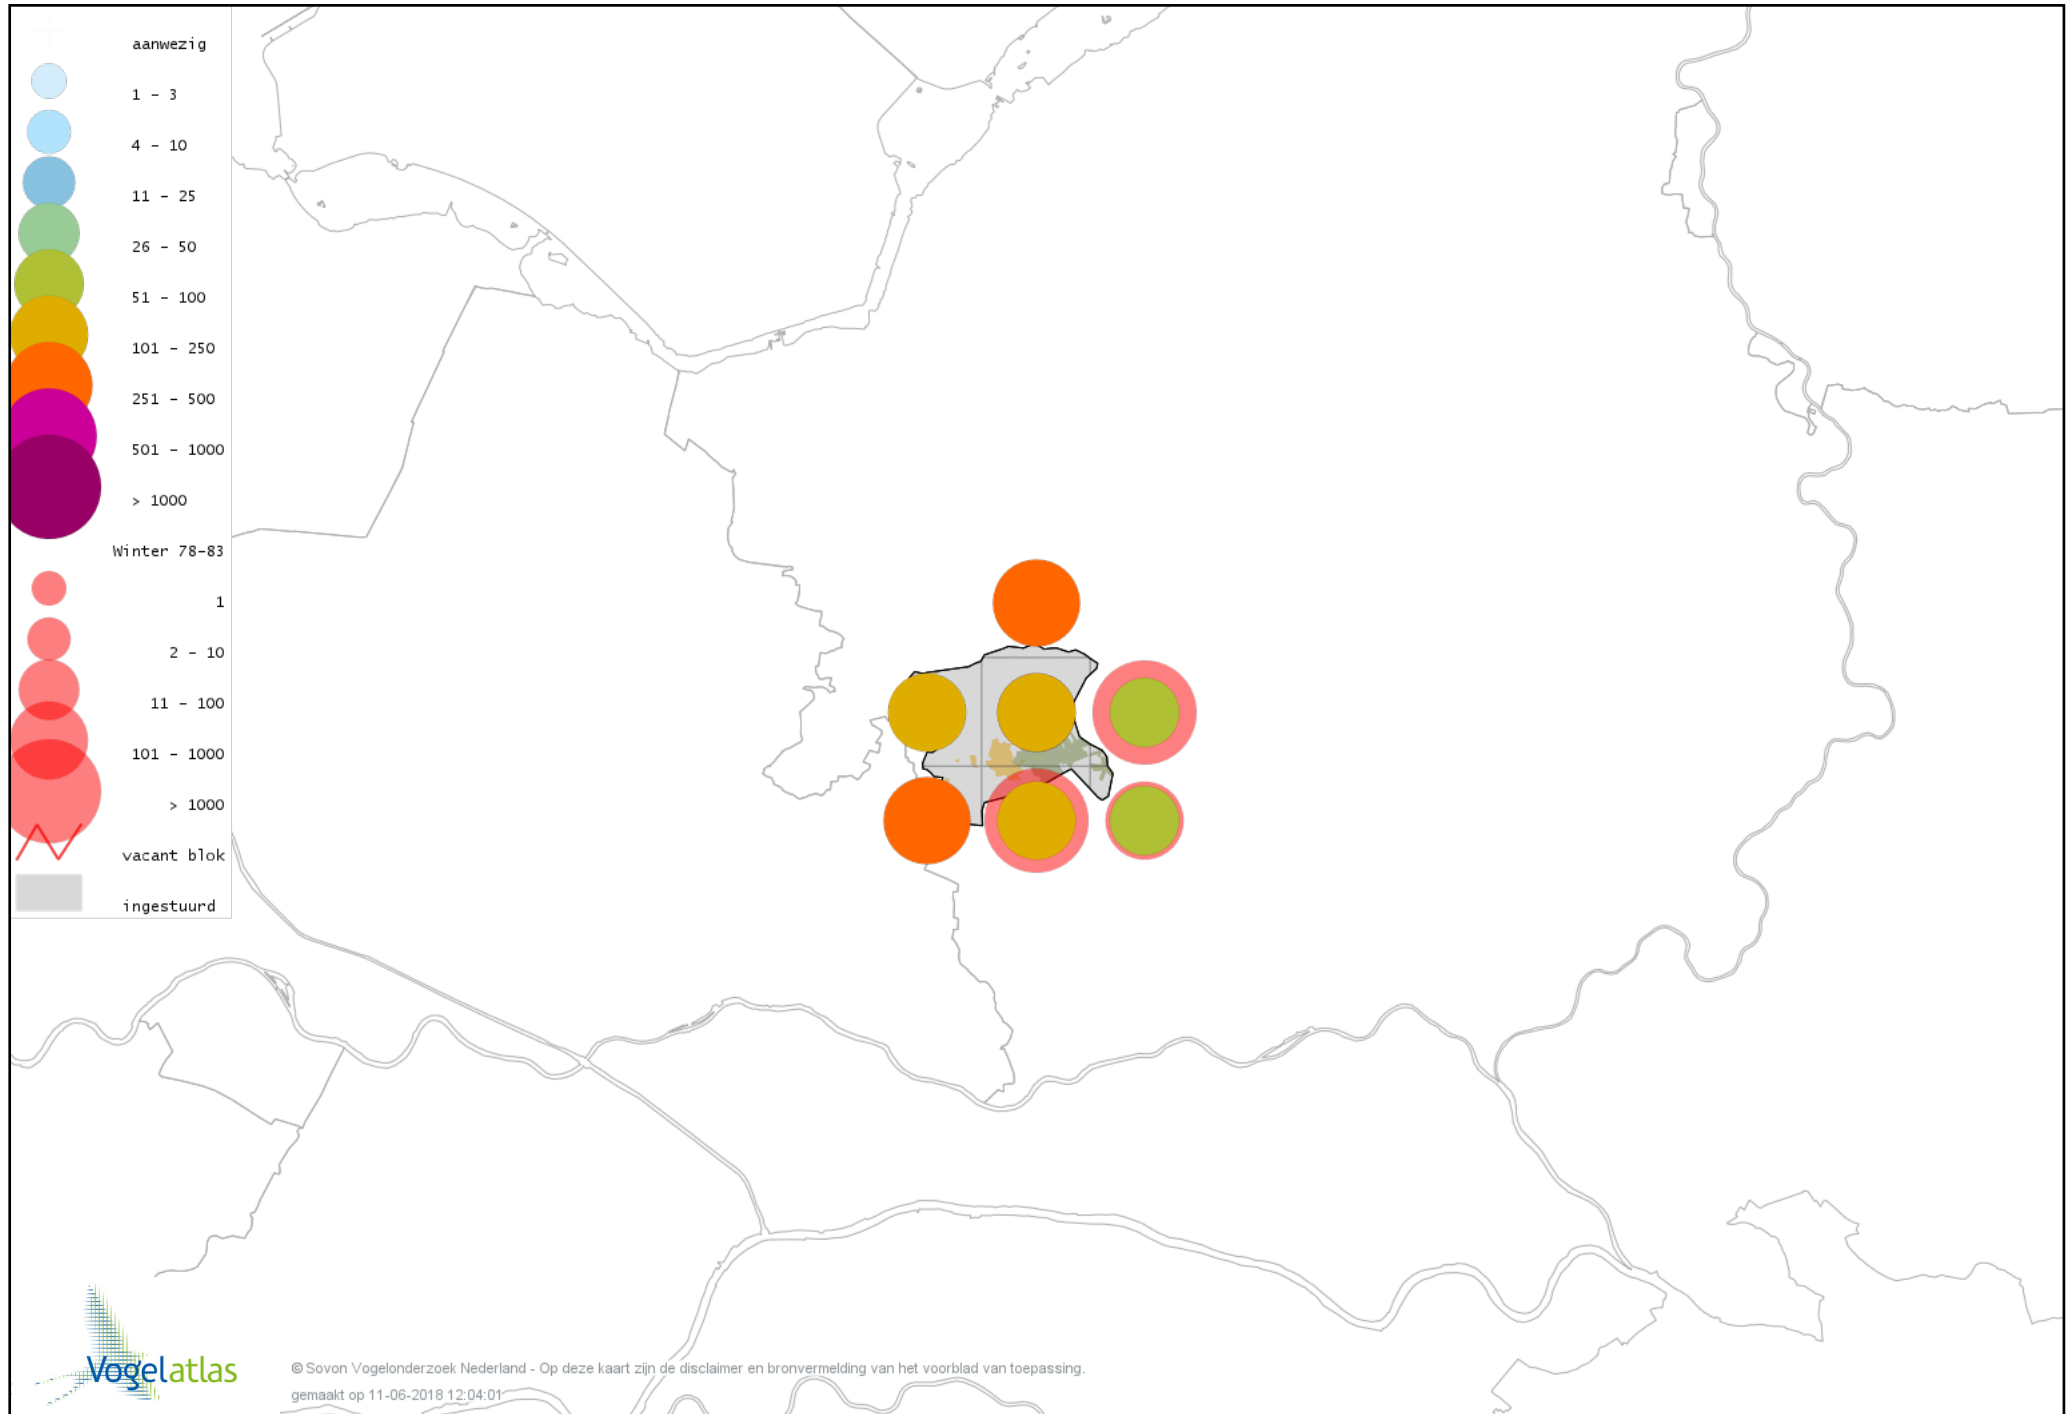 aanwezig
1 - 3
4 - 10
11 - 25
26 - 50
51 - 100
101 - 250
251 - 500
501 - 1000
> 1000
Winter 78-83
1
2 - 10
11 - 100
101 - 1000
> 1000
vacant blok
ingestuurd
Vogelatlas
© Sovon Vogelonderzoek Nederland - Op deze kaart zijn de disclaimer en bronvermelding van het voorblad van toepassing.
gemaakt op 11-06-2018 12:04:01